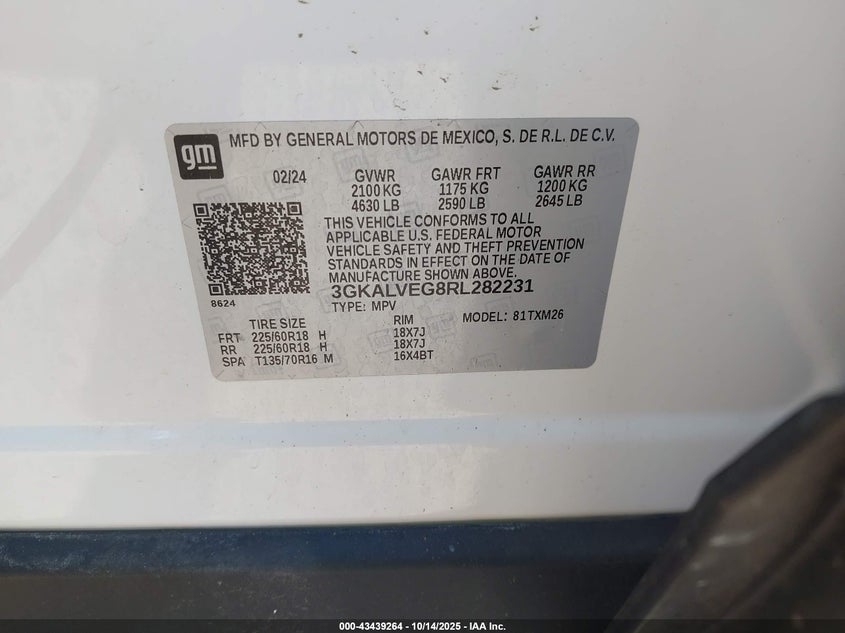 gm
MFD BY GENERAL MOTORS DE MEXICO, S. DE R.L. DE C.V.
02/24 GVWR GAWR FRT GAWR RR
2100 KG 1175 KG 1200 KG
4630 LB 2590 LB 2645 LB
THIS VEHICLE CONFORMS TO ALL
APPLICABLE U.S. FEDERAL MOTOR
VEHICLE SAFETY AND THEFT PREVENTION
STANDARDS IN EFFECT ON THE DATE OF
MANUFACTURE SHOWN ABOVE.
3GKALVEG8RL282231
8624 TYPE: MPV
TIRE SIZE RIM MODEL: 81TXM26
FRT 225/60R18 H 18X7J
RR 225/60R18 H 18X7J
SPA T135/70R16 M 16X4BT
000-43439264 - 10/14/2025 - IAA Inc.